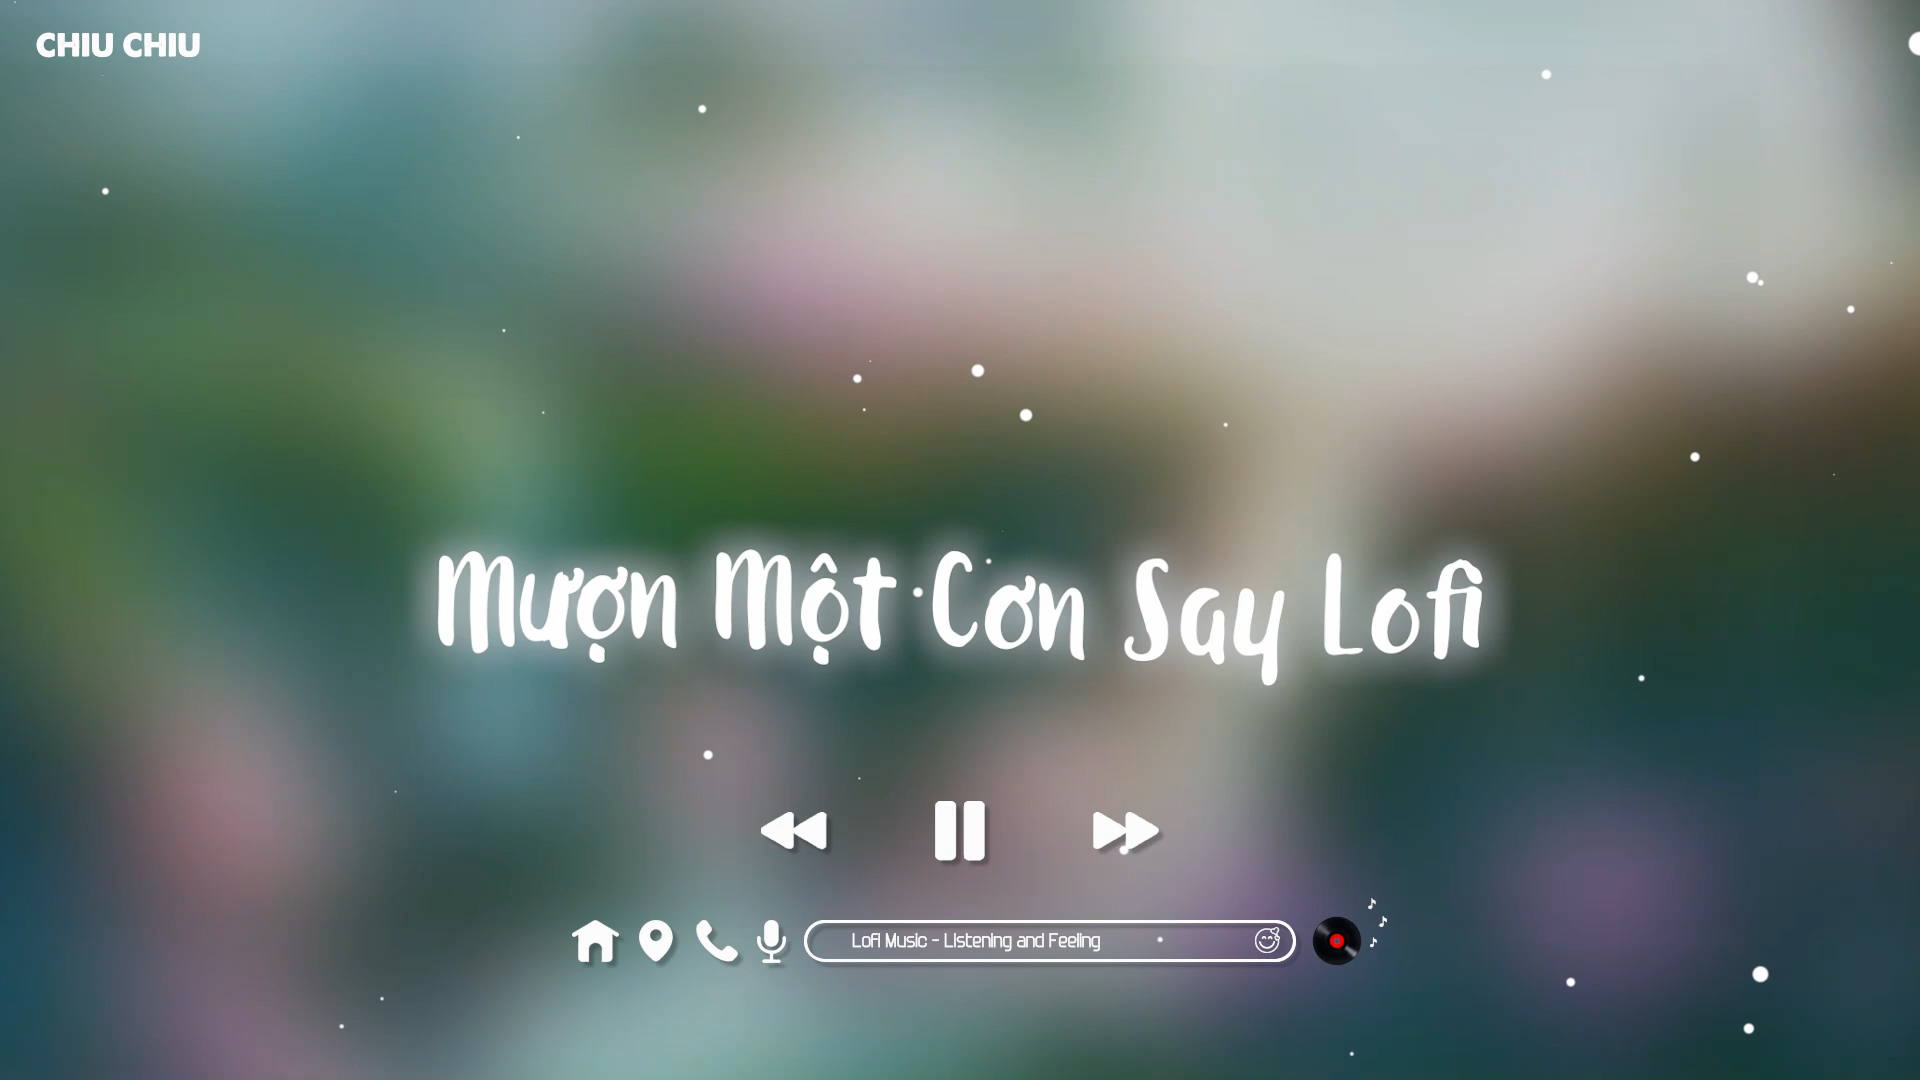 CHIU CHIU
Mượn Một Cơn Say Lofi
Lofi Music - Listening and Feeling